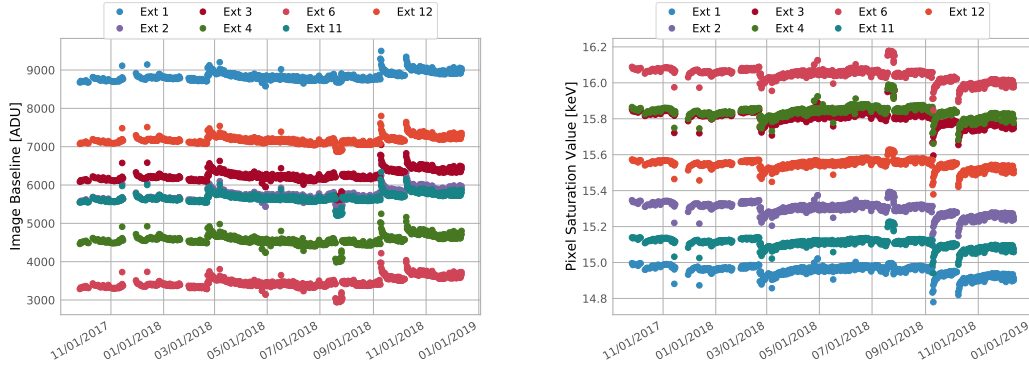 Ext 1 Ext 3 Ext 6 Ext 12
Ext 2 Ext 4 Ext 11
Image Baseline [ADU]
9000
8000
7000
6000
5000
4000
3000
11/01/2017 01/01/2018 03/01/2018 05/01/2018 07/01/2018 09/01/2018 11/01/2018 01/01/2019
Ext 1 Ext 3 Ext 6 Ext 12
Ext 2 Ext 4 Ext 11
Pixel Saturation Value [keV]
16.2
16.0
15.8
15.6
15.4
15.2
15.0
14.8
11/01/2017 01/01/2018 03/01/2018 05/01/2018 07/01/2018 09/01/2018 11/01/2018 01/01/2019